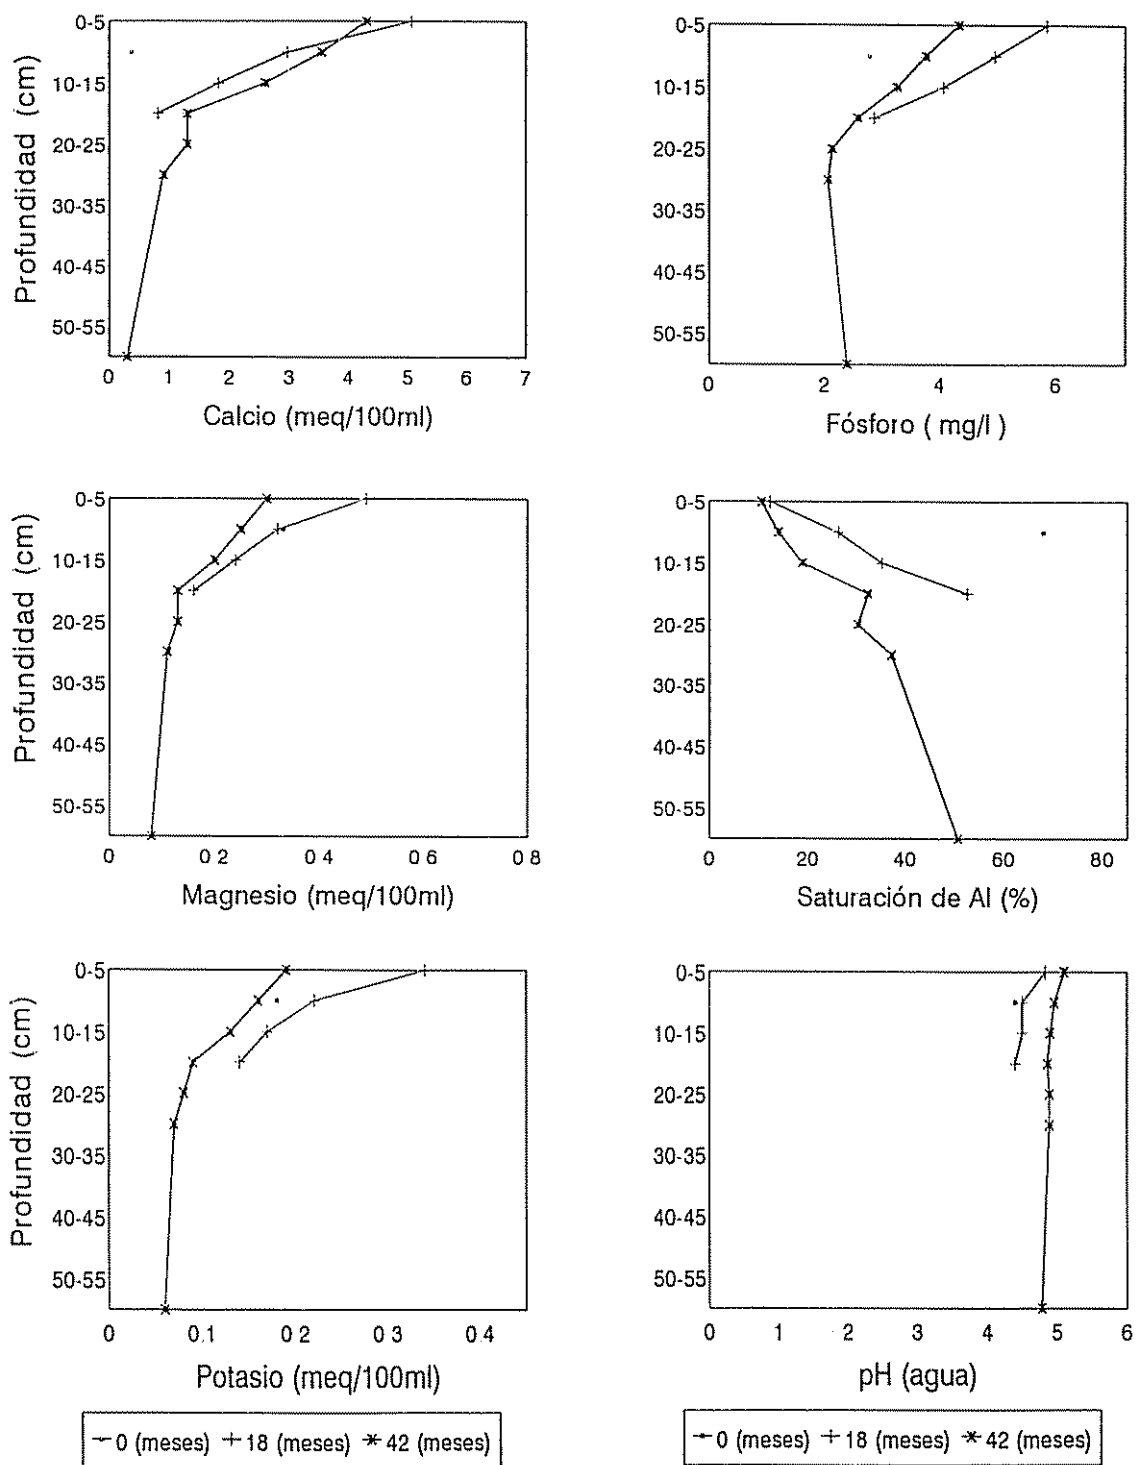 Profundidad (cm)
0-5
10-15
20-25
30-35
40-45
50-55
0 1 2 3 4 5 6 7
Calcio (meq/100ml)
0-5
10-15
20-25
30-35
40-45
50-55
0 2 4 6
Fósforo ( mg/l )
Profundidad (cm)
0-5
10-15
20-25
30-35
40-45
50-55
0 0 2 0 4 0 6 0 8
Magnesio (meq/100ml)
0-5
10-15
20-25
30-35
40-45
50-55
0 20 40 60 80
Saturación de Al (%)
Profundidad (cm)
0-5
10-15
20-25
30-35
40-45
50-55
0 0.1 0 2 0 3 0 4
Potasio (meq/100ml)
0-5
10-15
20-25
30-35
40-45
50-55
0 1 2 3 4 5 6
pH (agua)
0 (meses) 18 (meses) 42 (meses)
0 (meses) 18 (meses) 42 (meses)